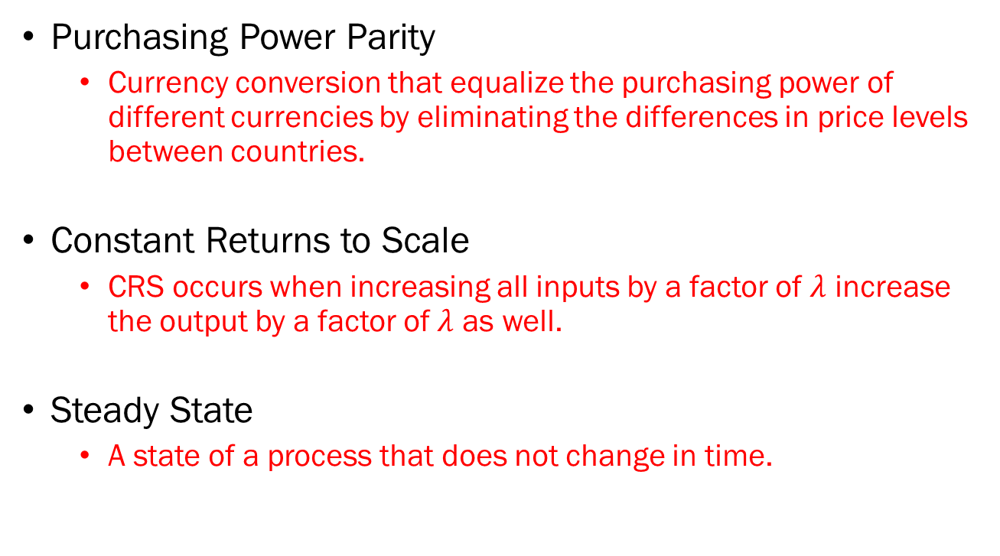 • Purchasing Power Parity
• Currency conversion that equalize the purchasing power of
different currencies by eliminating the differences in price levels
between countries.
• Constant Returns to Scale
• CRS occurs when increasing all inputs by a factor of 𝜆 increase
the output by a factor of 𝜆 as well.
• Steady State
• A state of a process that does not change in time.